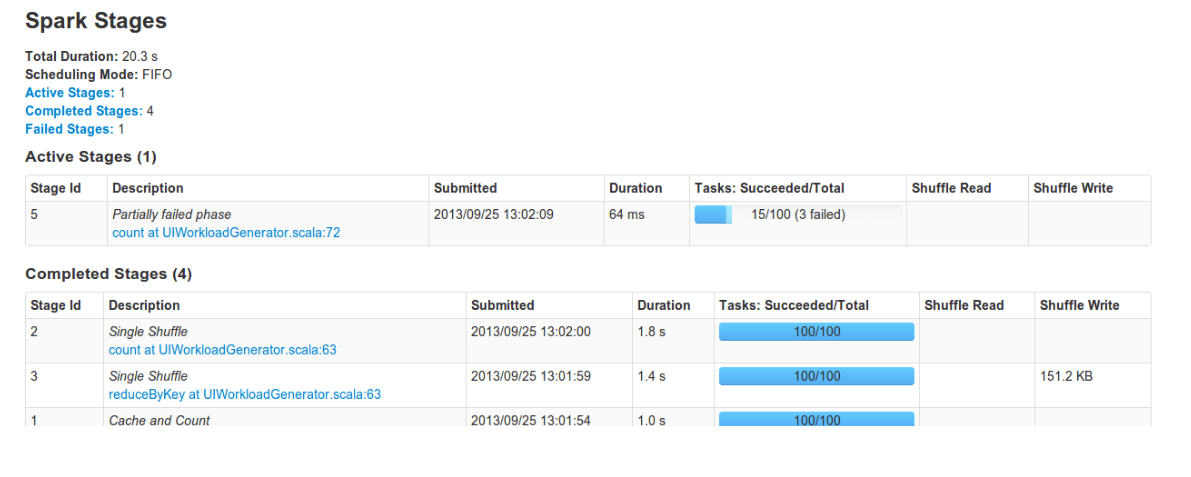 Spark Stages
Total Duration: 20.3 s
Scheduling Mode: FIFO
Active Stages: 1
Completed Stages: 4
Failed Stages: 1
Active Stages (1)
Stage Id Description Submitted Duration Tasks: Succeeded/Total Shuffle Read Shuffle Write
5 Partially failed phase 2013/09/25 13:02:09 64 ms 15/100 (3 failed)
count at UIWorkloadGenerator.scala:72
Completed Stages (4)
Stage Id Description Submitted Duration Tasks: Succeeded/Total Shuffle Read Shuffle Write
2 Single Shuffle 2013/09/25 13:02:00 1.8 s 100/100
count at UIWorkloadGenerator.scala:63
3 Single Shuffle 2013/09/25 13:01:59 1.4 s 100/100 151.2 KB
reduceByKey at UIWorkloadGenerator.scala:63
1 Cache and Count 2013/09/25 13:01:54 1.0 s 100/100